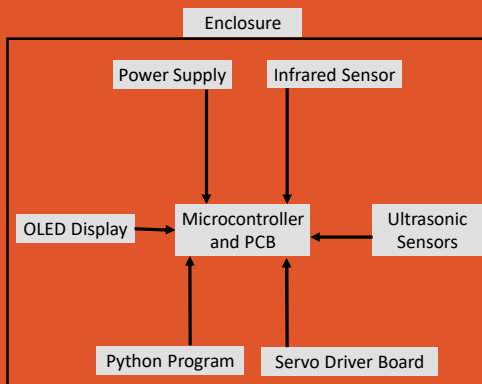 Enclosure
Power Supply
Infrared Sensor
OLED Display
Microcontroller
and PCB
Ultrasonic
Sensors
Python Program
Servo Driver Board